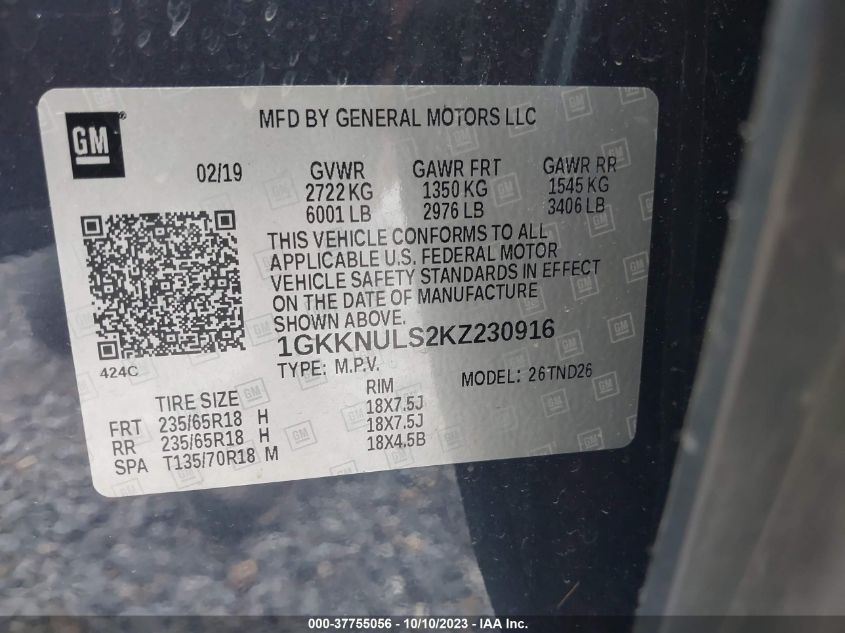 GM
MFD BY GENERAL MOTORS LLC
02/19 GVWR GAWR FRT GAWR RR
2722 KG 1350 KG 1545 KG
6001 LB 2976 LB 3406 LB
THIS VEHICLE CONFORMS TO ALL
APPLICABLE U.S. FEDERAL MOTOR
VEHICLE SAFETY STANDARDS IN EFFECT
ON THE DATE OF MANUFACTURE
SHOWN ABOVE.
1GKKNULS2KZ230916
424C
TYPE: M.P.V. MODEL: 26TND26
TIRE SIZE RIM
FRT 235/65R18 H 18X7.5J
RR 235/65R18 H 18X7.5J
SPA T135/70R18 M 18X4.5B
000-37755056 - 10/10/2023 - IAA Inc.